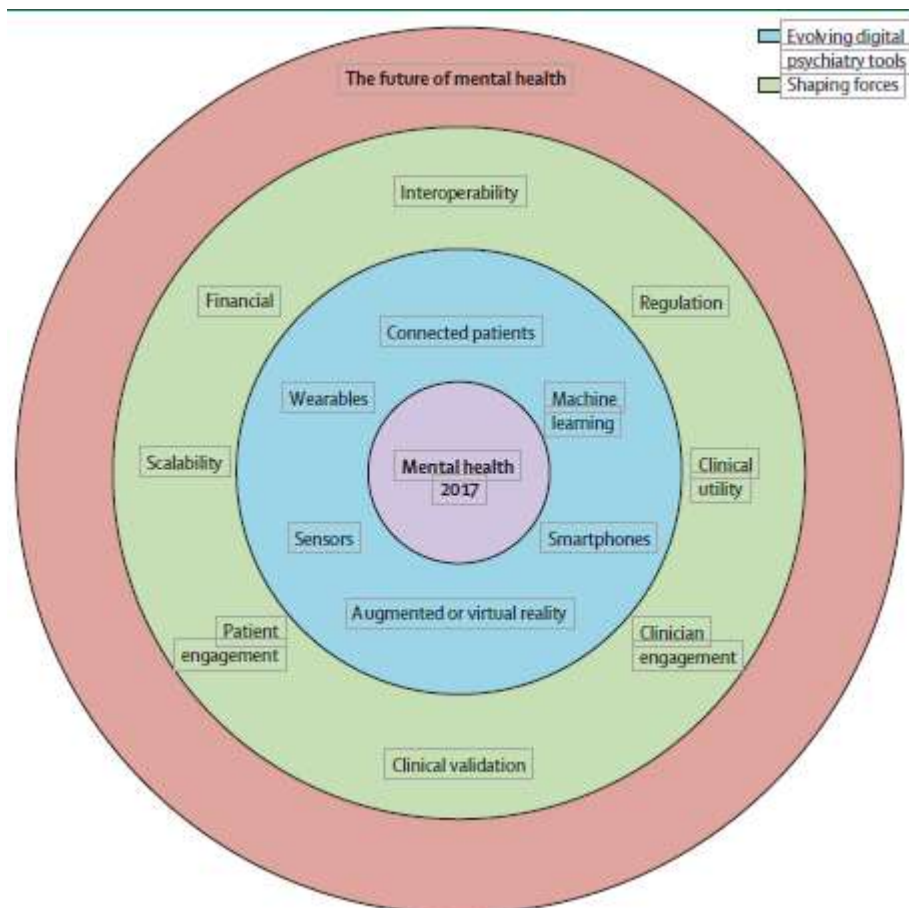 Evolving digital
psychiatry tools
Shaping forces
The future of mental health
Interoperability
Financial
Regulation
Connected patients
Wearables
Machine
learning
Scalability
Mental health
2017
Clinical
utility
Sensors
Smartphones
Augmented or virtual reality
Patient
engagement
Clinician
engagement
Clinical validation